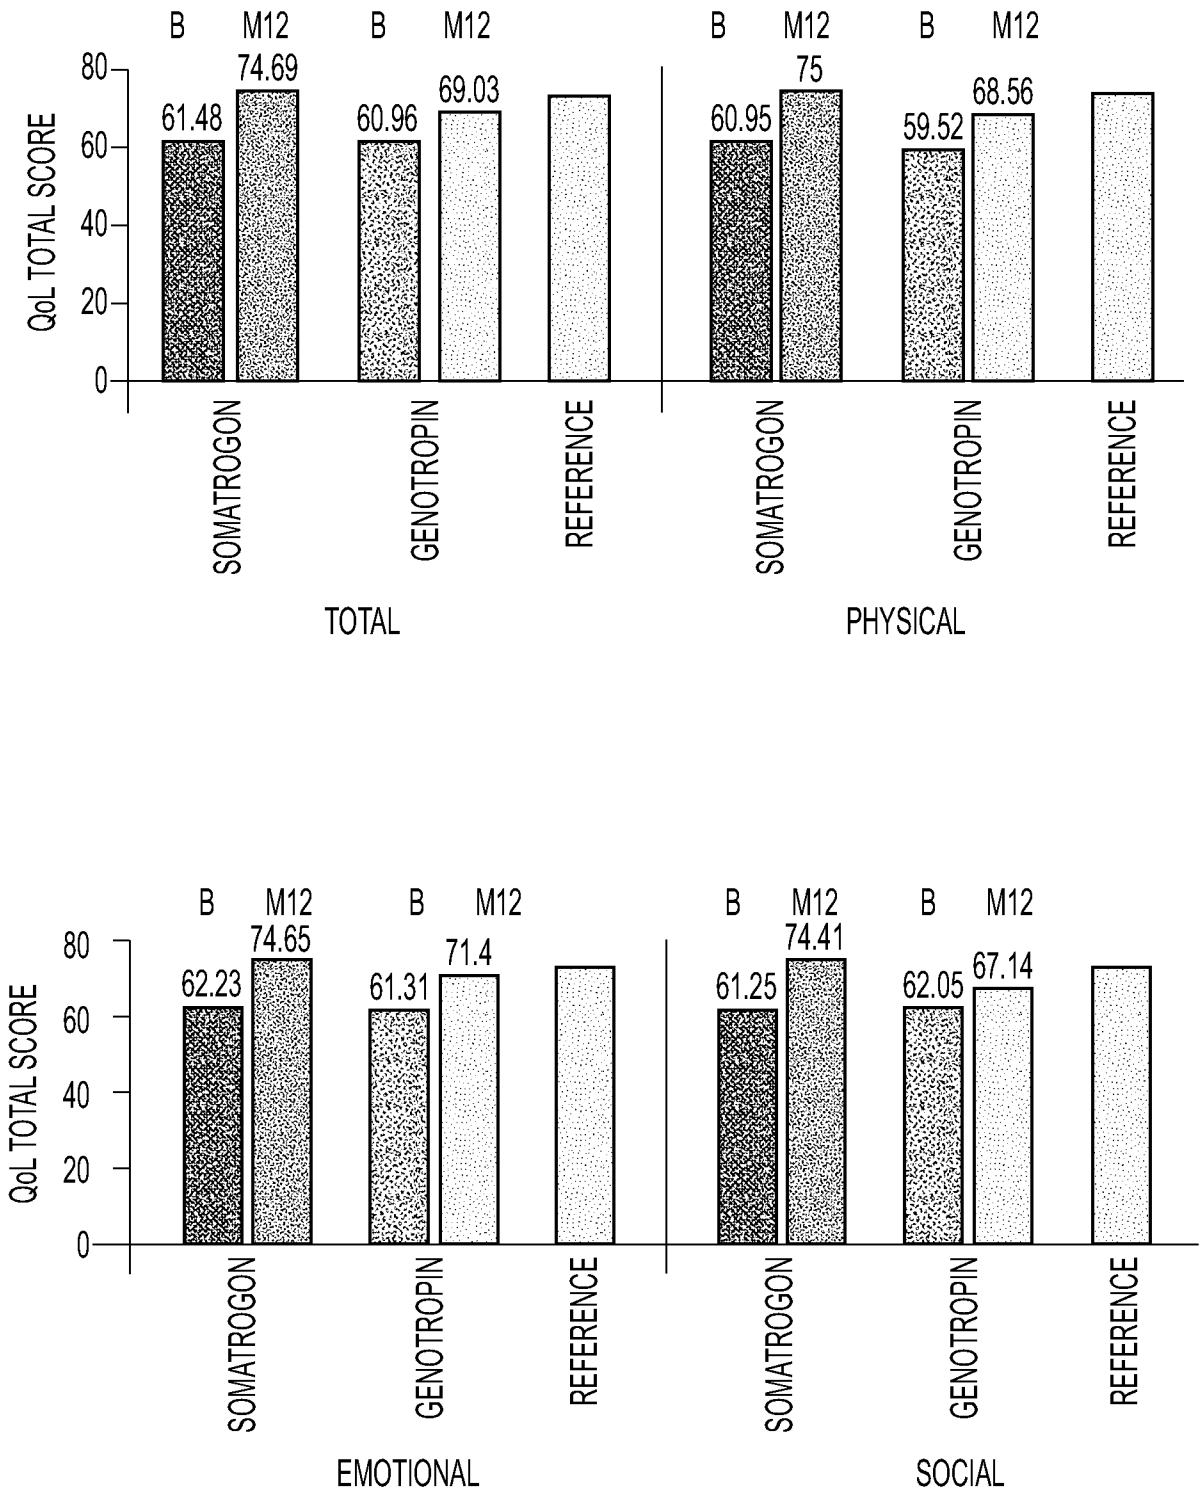 B M12 B M12 B M12 B M12
QoL TOTAL SCORE
80
60
40
20
0
61.48 74.69 60.96 69.03 60.95 75 59.52 68.56
SOMATROGON GENOTROPIN REFERENCE SOMATROGON GENOTROPIN REFERENCE
TOTAL PHYSICAL
B M12 B M12 B M12 B M12
QoL TOTAL SCORE
80
60
40
20
0
62.23 74.65 61.31 71.4 61.25 74.41 62.05 67.14
SOMATROGON GENOTROPIN REFERENCE SOMATROGON GENOTROPIN REFERENCE
EMOTIONAL SOCIAL